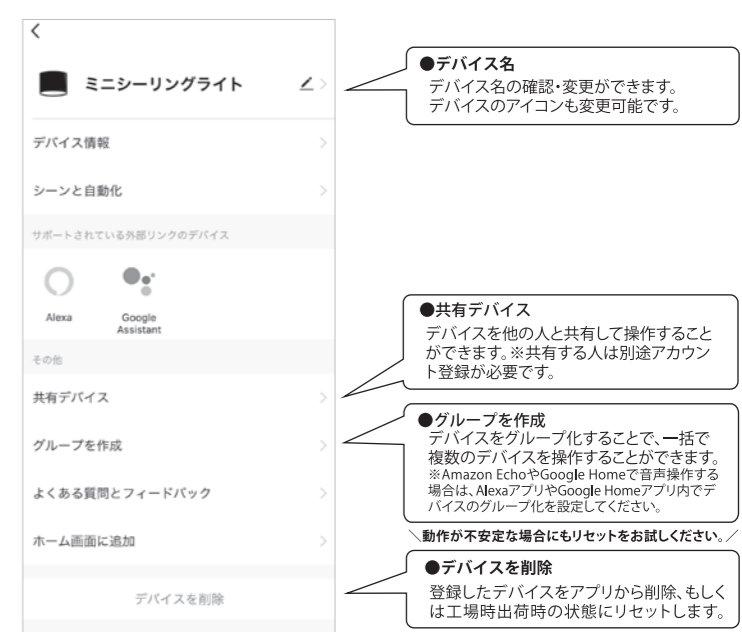 ミニシーリングライト
デバイス情報
シーンと自動化
サポートされている外部リンクのデバイス
Alexa
Google
Assistant
その他
共有デバイス
グループを作成
よくある質問とフィードバック
ホーム画面に追加
デバイスを削除
●デバイス名
デバイス名の確認・変更ができます。
デバイスのアイコンも変更可能です。
●共有デバイス
デバイスを他の人と共有して操作すること
ができます。※共有する人は別途アカウン
ト登録が必要です。
●グループを作成
デバイスをグループ化することで、一括で
複数のデバイスを操作することができます。
※Amazon EchoやGoogle Homeで音声操作する
場合は、AlexaアプリやGoogle Homeアプリ内でデ
バイスのグループ化を設定してください。
＼動作が不安定な場合にもリセットをお試しください。／
●デバイスを削除
登録したデバイスをアプリから削除、もしく
は工場時出荷時の状態にリセットします。